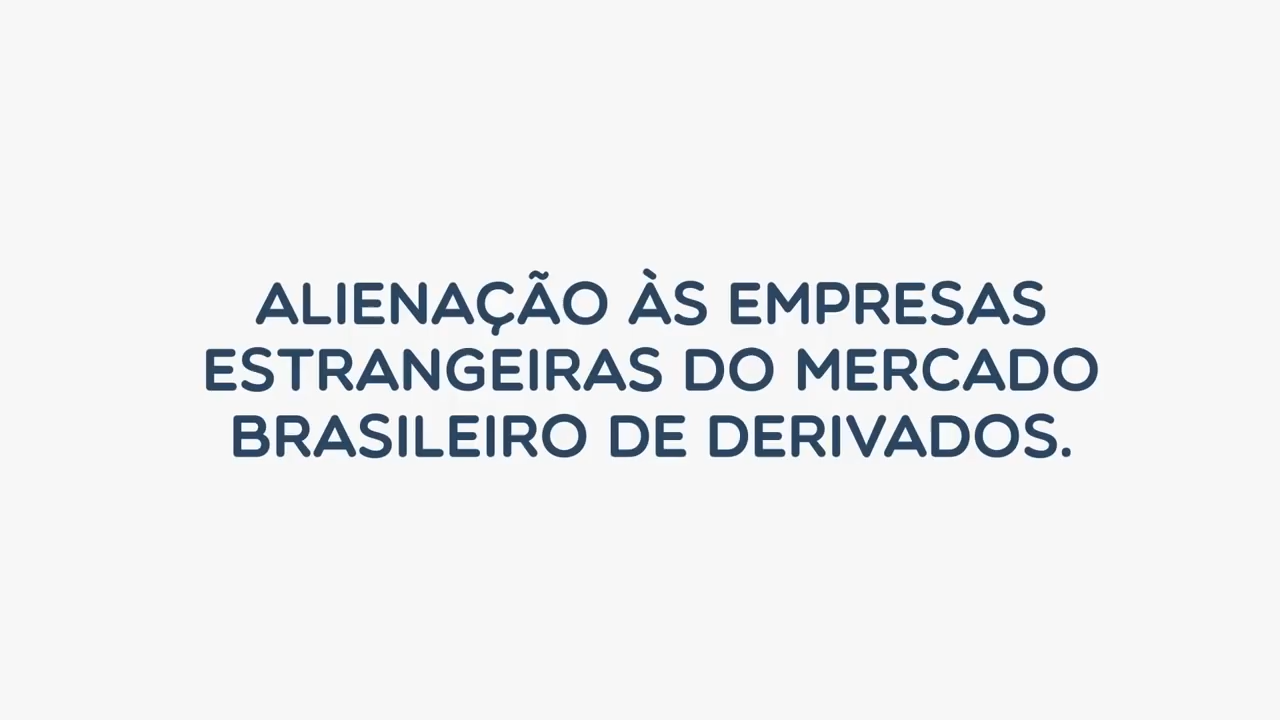 ALIENAÇÃO ÀS EMPRESAS
ESTRANGEIRAS DO MERCADO
BRASILEIRO DE DERIVADOS.